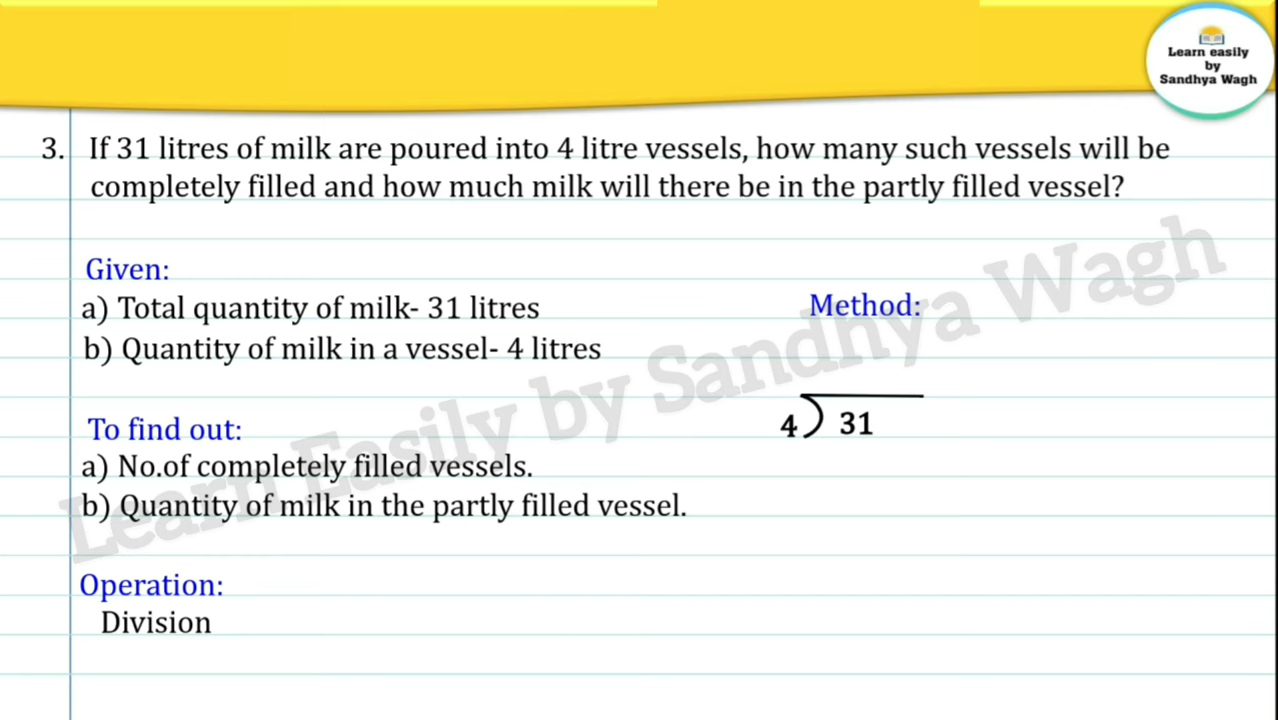 Learn easily
by
Sandhya Wagh
3. If 31 litres of milk are poured into 4 litre vessels, how many such vessels will be
completely filled and how much milk will there be in the partly filled vessel?
Given:
a) Total quantity of milk- 31 litres
b) Quantity of milk in a vessel- 4 litres
Method:
4) 31
To find out:
a) No.of completely filled vessels.
b) Quantity of milk in the partly filled vessel.
Operation:
Division
Learn Easily by Sandhya Wagh